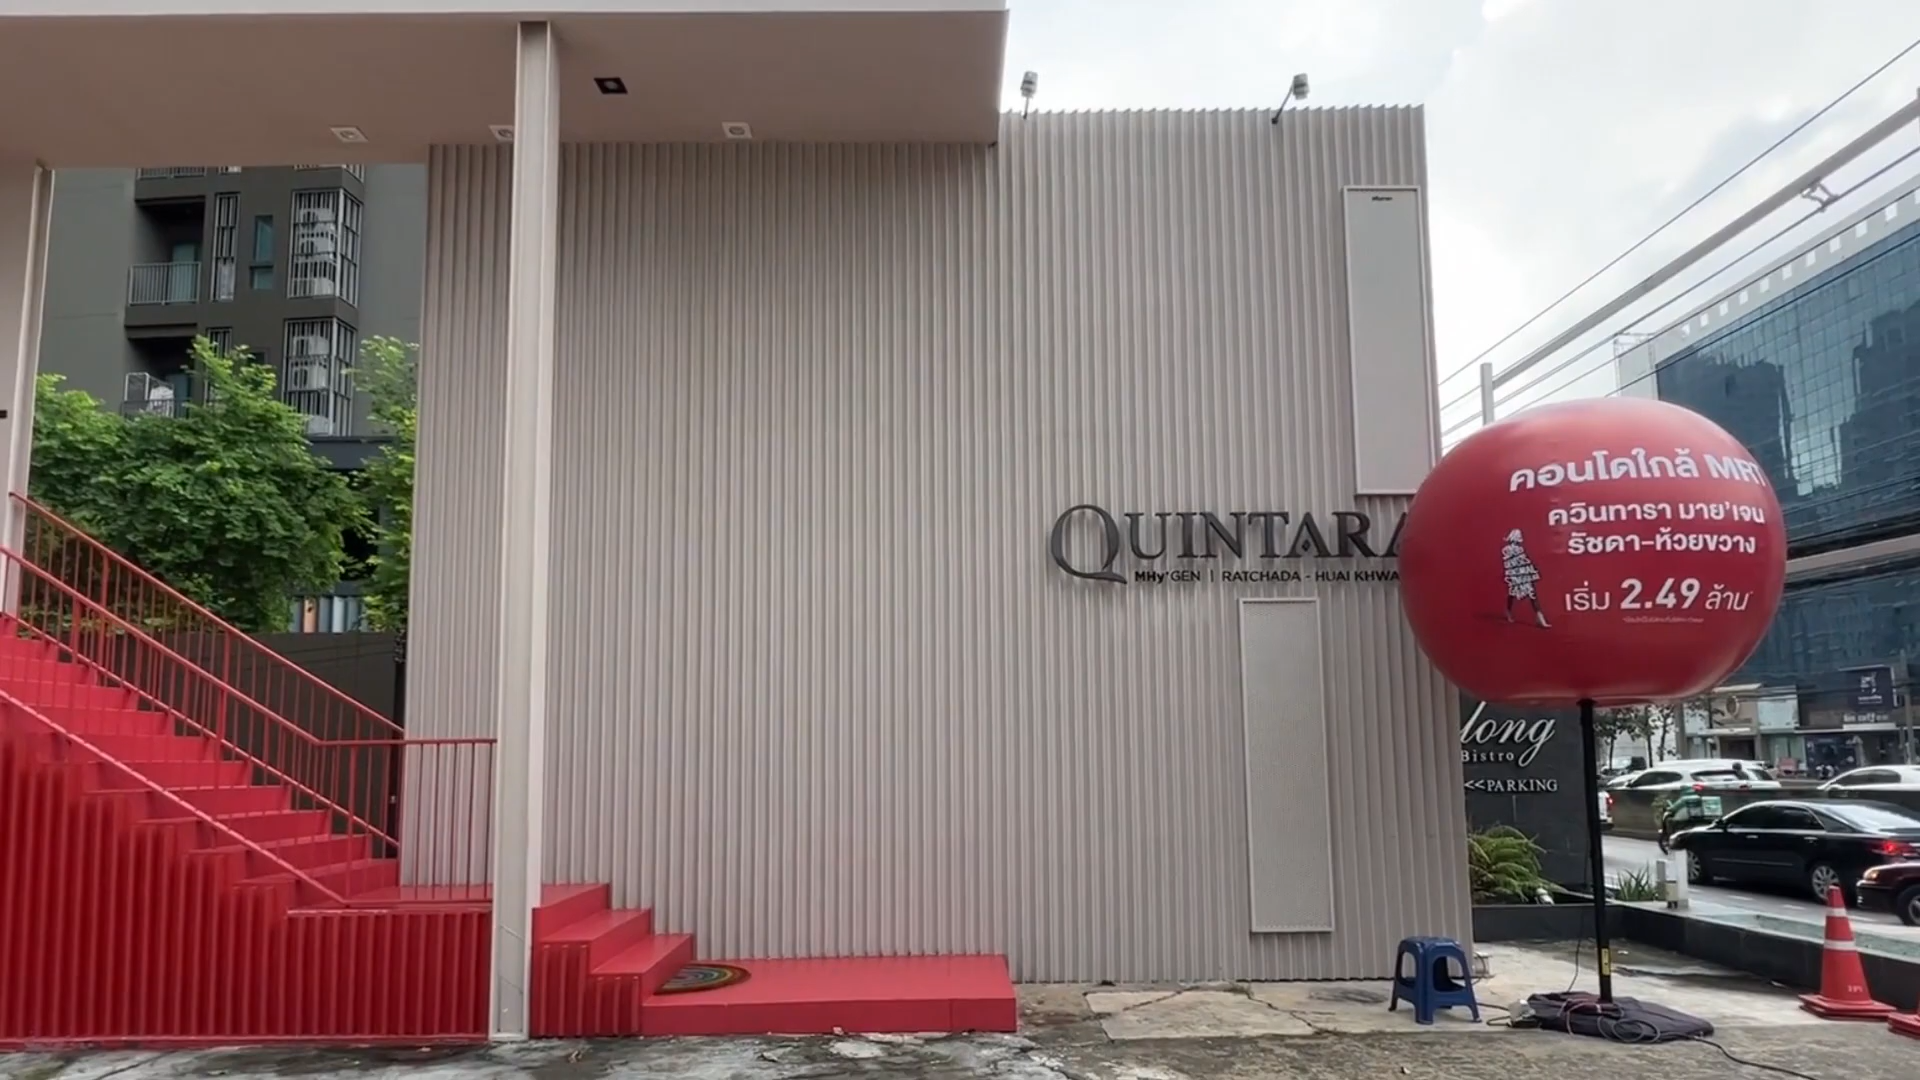 QUINTARA
MHy'GEN | RATCHADA - HUAI KHWA
คอนโดใกล้ MRT
ควินทารา มาย'เจน
รัชดา-ห้วยขวาง
เริ่ม 2.49 ล้าน
long
Bistro
<<PARKING